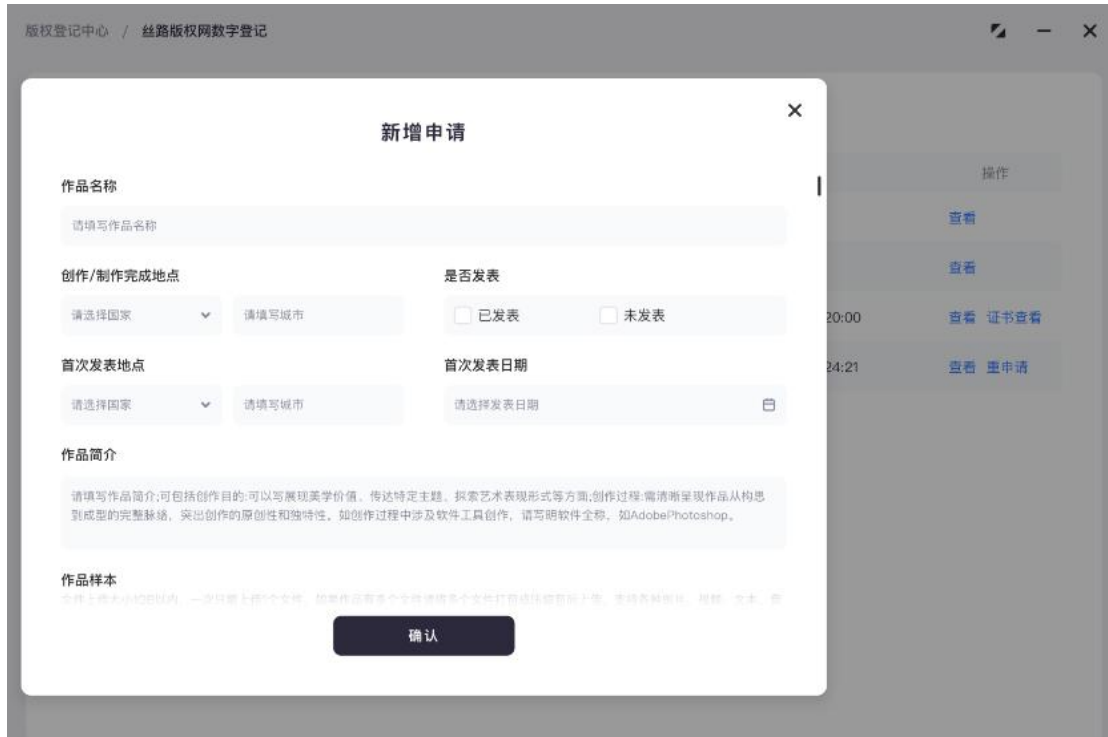 版权登记中心 / 丝路版权网数字登记
新增申请
操作
作品名称
请填写作品名称
查看
创作/制作完成地点 是否发表
查看
请选择国家 请填写城市 已发表 未发表
20:00 查看 证书查看
首次发表地点 首次发表日期
24:21 查看 重申请
请选择国家 请填写城市 请选择发表日期
作品简介
请填写作品简介;可包括创作目的:可以写展现美学价值、传达特定主题、探索艺术表现形式等方面;创作过程:需清晰呈现作品从构思
到成型的完整脉络，突出创作的原创性和独特性。如创作过程中涉及软件工具创作，请写明软件全称，如AdobePhotoshop。
作品样本
确认